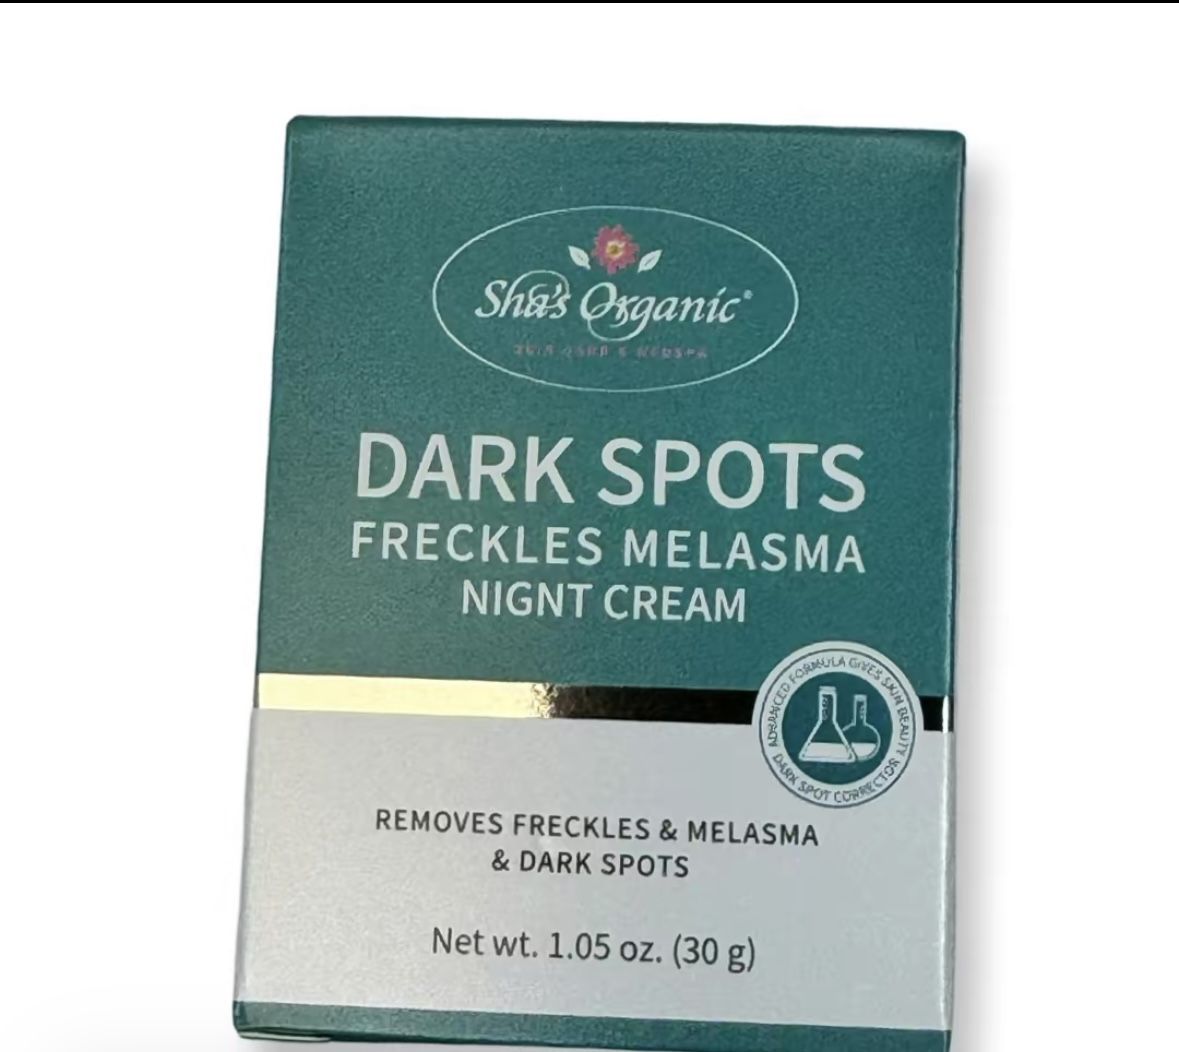 Sha's Organic®
DARK SPOTS
FRECKLES MELASMA
NIGNT CREAM
ADVANCED FORMULA GIVES SKIN BEAUTY
DARK SPOT CORRECTOR
REMOVES FRECKLES & MELASMA
& DARK SPOTS
Net wt. 1.05 oz. (30 g)